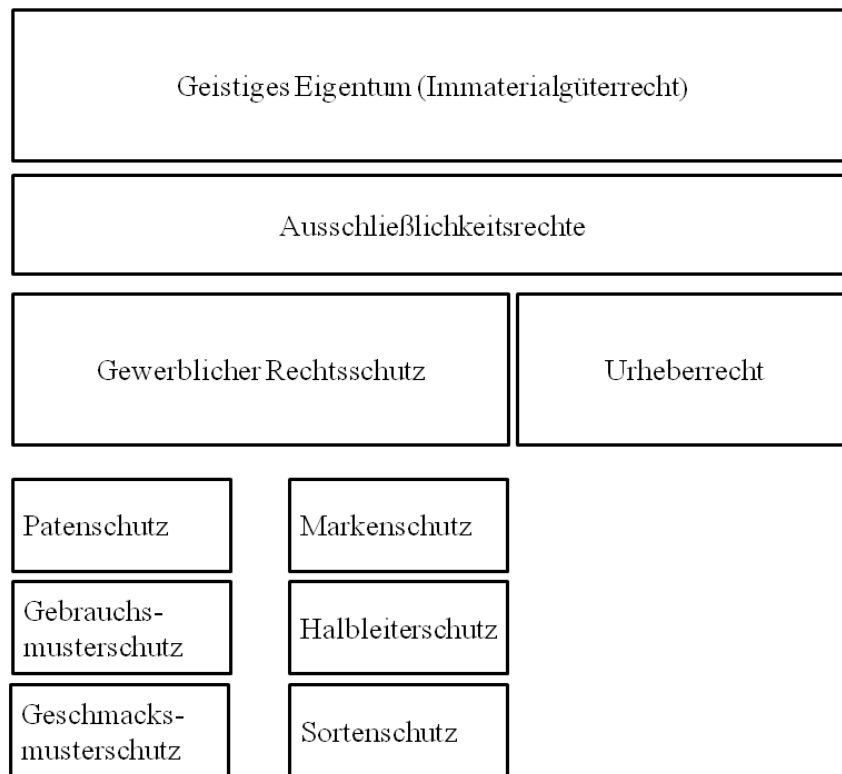 Geistiges Eigentum (Immaterialgüterrecht)
Ausschließlichkeitsrechte
Gewerblicher Rechtsschutz
Urheberrecht
Patenschutz
Markenschutz
Gebrauchs-
musterschutz
Halbleiterschutz
Geschmacks-
musterschutz
Sortenschutz